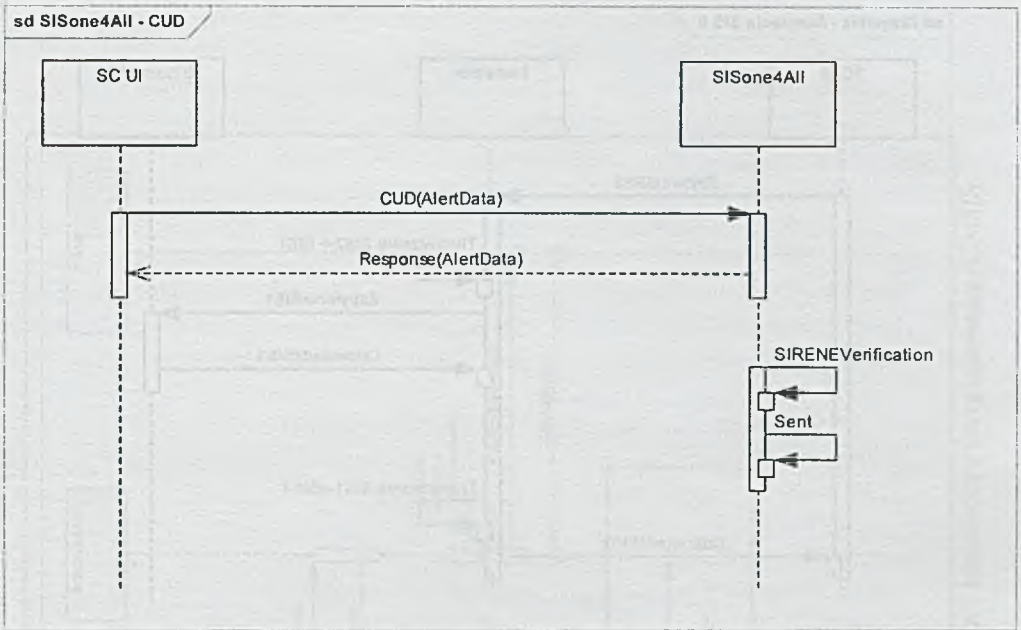 sd SISone4All - CUD
SC UI
SISone4All
CUD(AlertData)
Response(AlertData)
SIRENEVerification
Sent